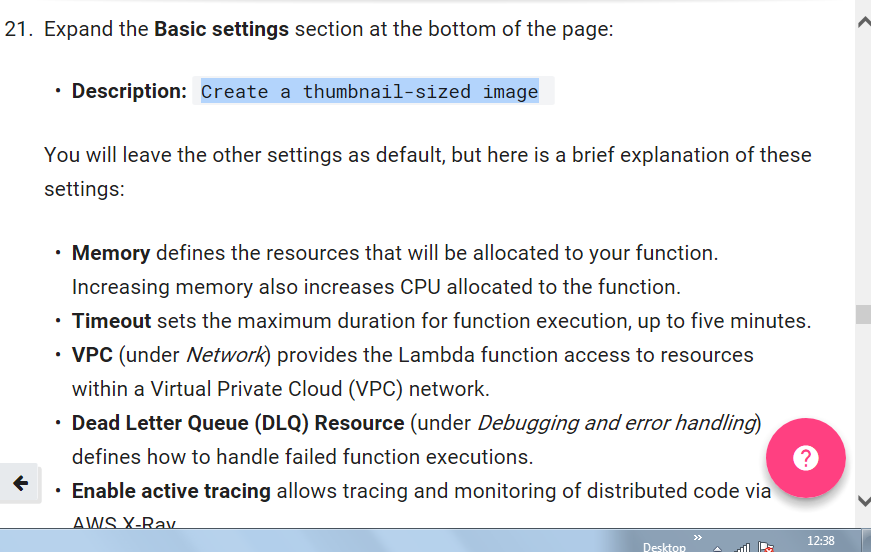 21. Expand the Basic settings section at the bottom of the page:
• Description: Create a thumbnail-sized image
You will leave the other settings as default, but here is a brief explanation of these
settings:
• Memory defines the resources that will be allocated to your function.
Increasing memory also increases CPU allocated to the function.
• Timeout sets the maximum duration for function execution, up to five minutes.
• VPC (under Network) provides the Lambda function access to resources
within a Virtual Private Cloud (VPC) network.
• Dead Letter Queue (DLQ) Resource (under Debugging and error handling)
defines how to handle failed function executions.
?
• Enable active tracing allows tracing and monitoring of distributed code via
AWS X-Ray
Desktop » 12:38